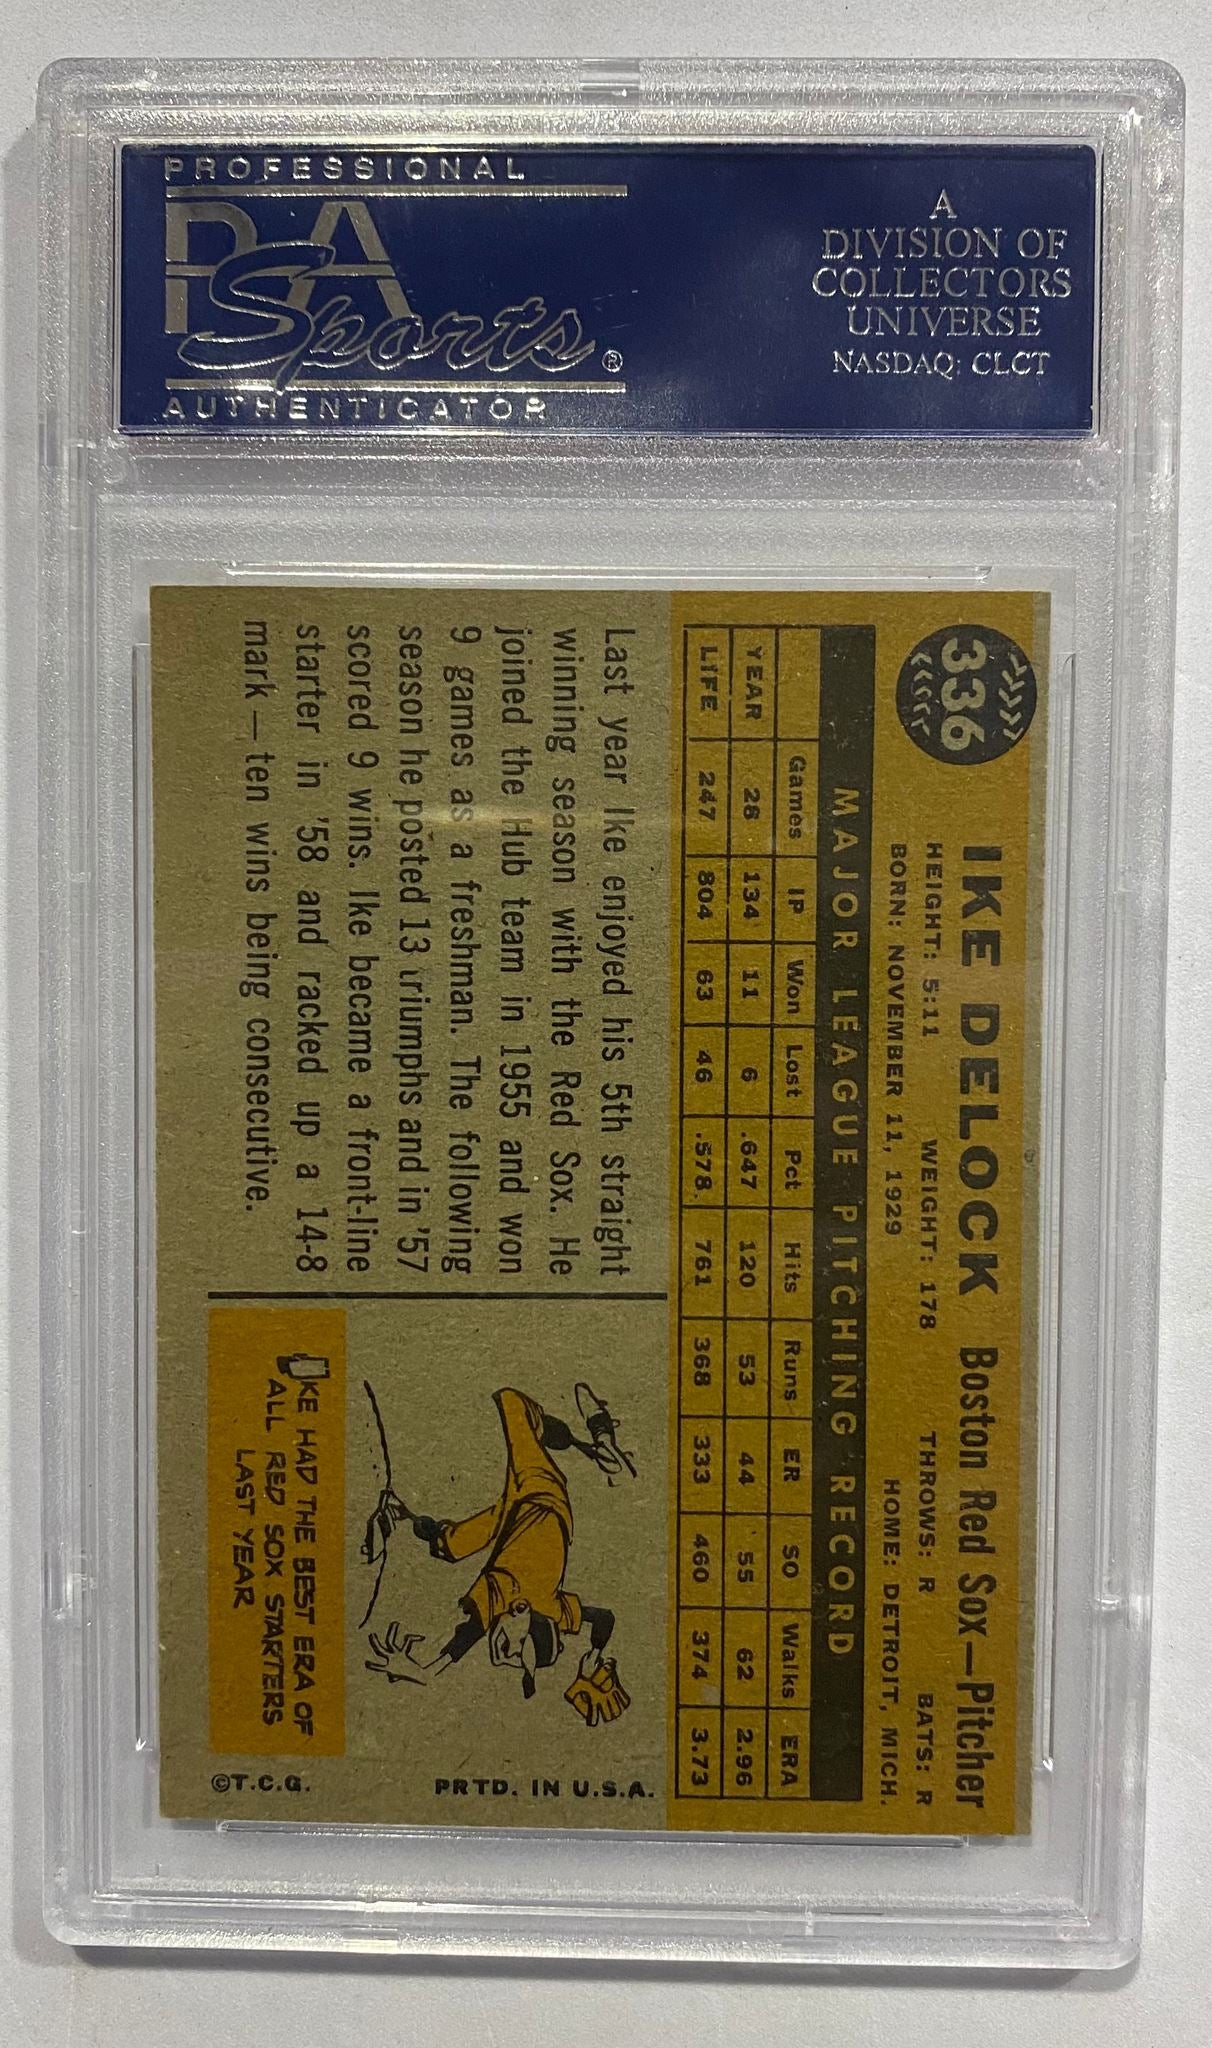 PROFESSIONAL
PSA
Sports®
AUTHENTICATOR
A
DIVISION OF
COLLECTORS
UNIVERSE
NASDAQ: CLCT
336
IKE DELOCK Boston Red Sox—Pitcher
HEIGHT: 5:11 WEIGHT: 178 THROWS: R BATS: R
BORN: NOVEMBER 11, 1929 HOME: DETROIT, MICH.
MAJOR LEAGUE PITCHING RECORD
Games IP Won Lost Pct Hits Runs ER SO Walks ERA
YEAR 28 134 11 6 .647 120 53 44 55 62 2.96
LIFE 247 804 63 46 .578 761 368 333 460 374 3.73
Last year Ike enjoyed his 5th straight
winning season with the Red Sox. He
joined the Hub team in 1955 and won
9 games as a freshman. The following
season he posted 13 triumphs and in '57
scored 9 wins. Ike became a front-line
starter in '58 and racked up a 14-8
mark—ten wins being consecutive.
IKE HAD THE BEST ERA OF
ALL RED SOX STARTERS
LAST YEAR
©T.C.G. PRTD. IN U.S.A.